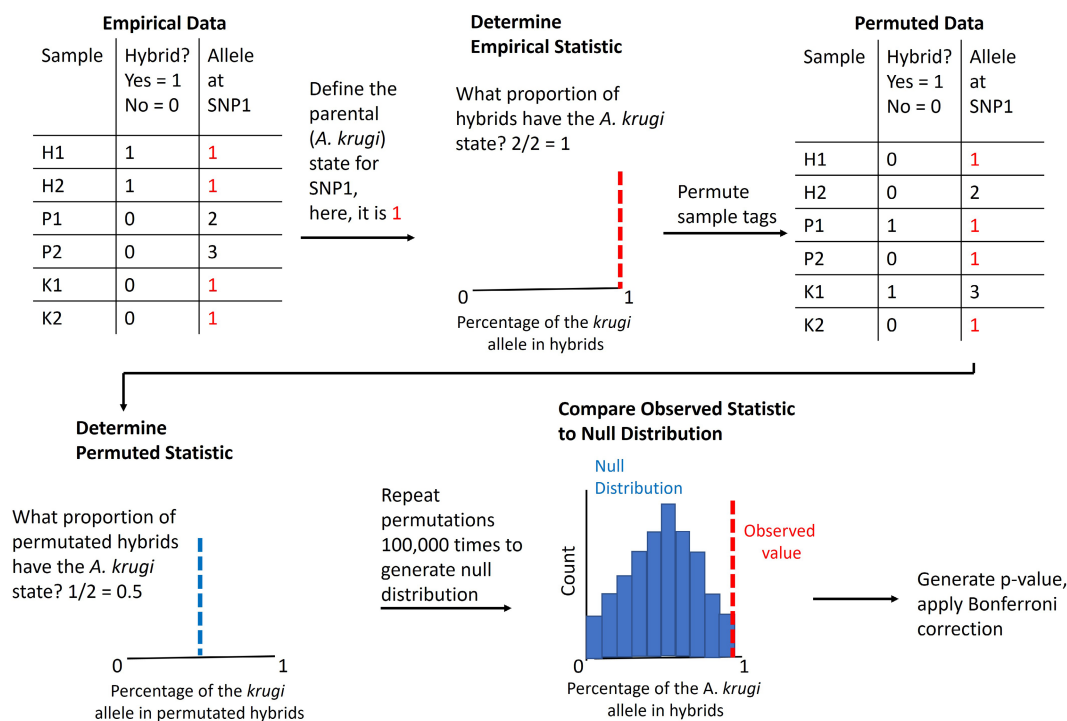 Empirical Data
Sample Hybrid? Allele
Yes = 1 at
No = 0 SNP1
H1 1 1
H2 1 1
P1 0 2
P2 0 3
K1 0 1
K2 0 1
Define the
parental
(A. krugi)
state for
SNP1,
here, it is 1
Determine
Empirical Statistic
What proportion of
hybrids have the A. krugi
state? 2/2 = 1
0 1
Percentage of the krugi
allele in hybrids
Permute
sample tags
Permuted Data
Sample Hybrid? Allele
Yes = 1 at
No = 0 SNP1
H1 0 1
H2 0 2
P1 1 1
P2 0 1
K1 1 3
K2 0 1
Determine
Permuted Statistic
What proportion of
permutated hybrids
have the A. krugi
state? 1/2 = 0.5
0 1
Percentage of the krugi
allele in permutated hybrids
Repeat
permutations
100,000 times to
generate null
distribution
Compare Observed Statistic
to Null Distribution
Null
Distribution
Observed
value
Count
0 1
Percentage of the A. krugi
allele in hybrids
Generate p-value,
apply Bonferroni
correction